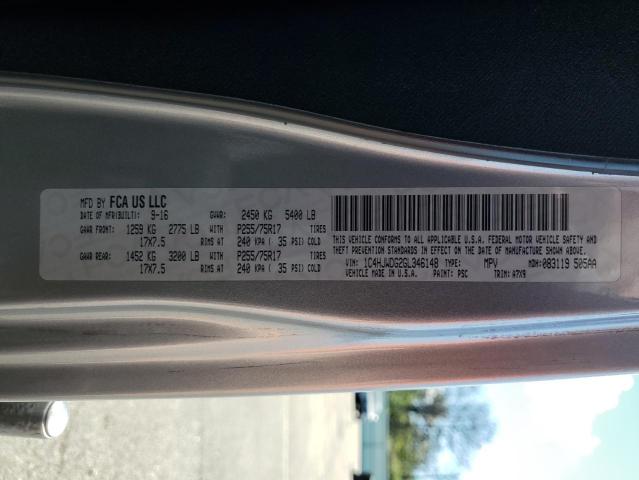 MFD BY FCA US LLC
DATE OF MFR(BUILT): 9-16 GVWR: 2450 KG 5400 LB
GAWR FRONT: 1259 KG 2775 LB WITH P255/75R17 TIRES
17X7.5 RIMS AT 240 KPA ( 35 PSI) COLD
GAWR REAR: 1452 KG 3200 LB WITH P255/75R17 TIRES
17X7.5 RIMS AT 240 KPA ( 35 PSI) COLD
THIS VEHICLE CONFORMS TO ALL APPLICABLE U.S.A. FEDERAL MOTOR VEHICLE SAFETY AND
THEFT PREVENTION STANDARDS IN EFFECT ON THE DATE OF MANUFACTURE SHOWN ABOVE.
VIN: 1C4HJWDG2GL346148 TYPE: MPV MDH: 083119 505AA
PAINT: PSC TRIM: A7X9